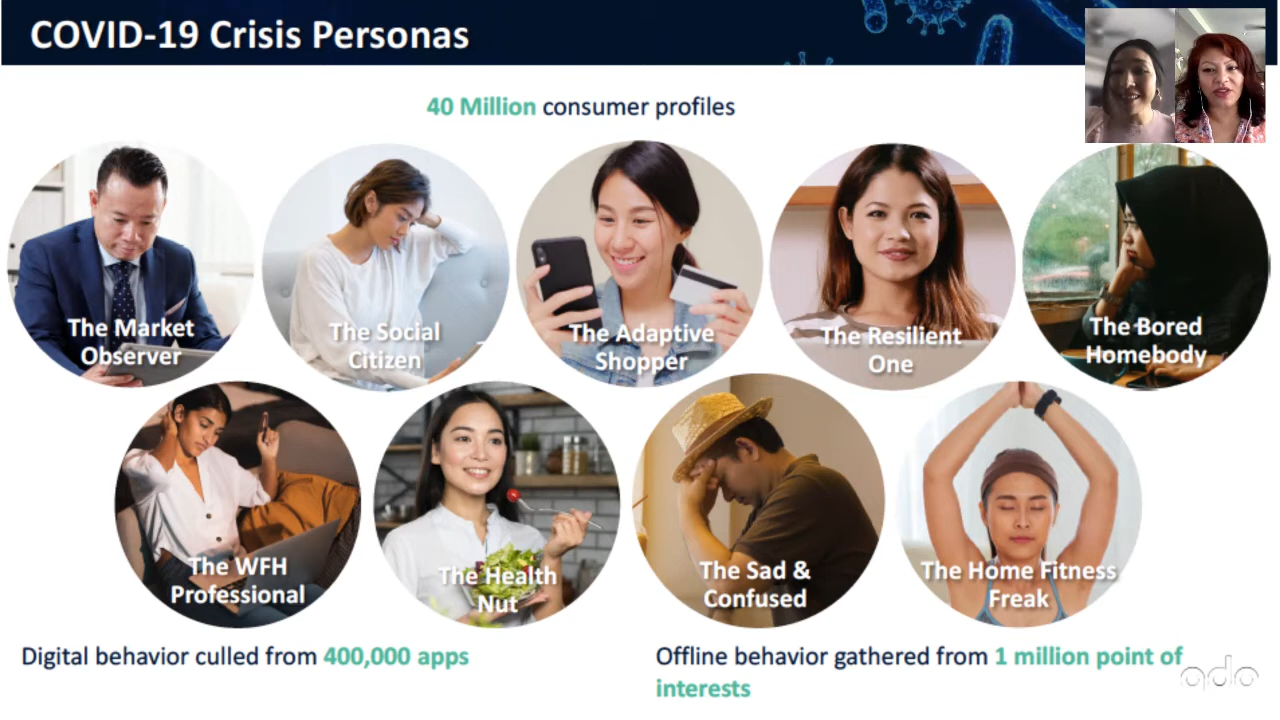 COVID-19 Crisis Personas
40 Million consumer profiles
The Market
Observer
The Social
Citizen
The Adaptive
Shopper
The Resilient
One
The Bored
Homebody
The WFH
Professional
The Health
Nut
The Sad &
Confused
The Home Fitness
Freak
Digital behavior culled from 400,000 apps
Offline behavior gathered from 1 million point of
interests
ada